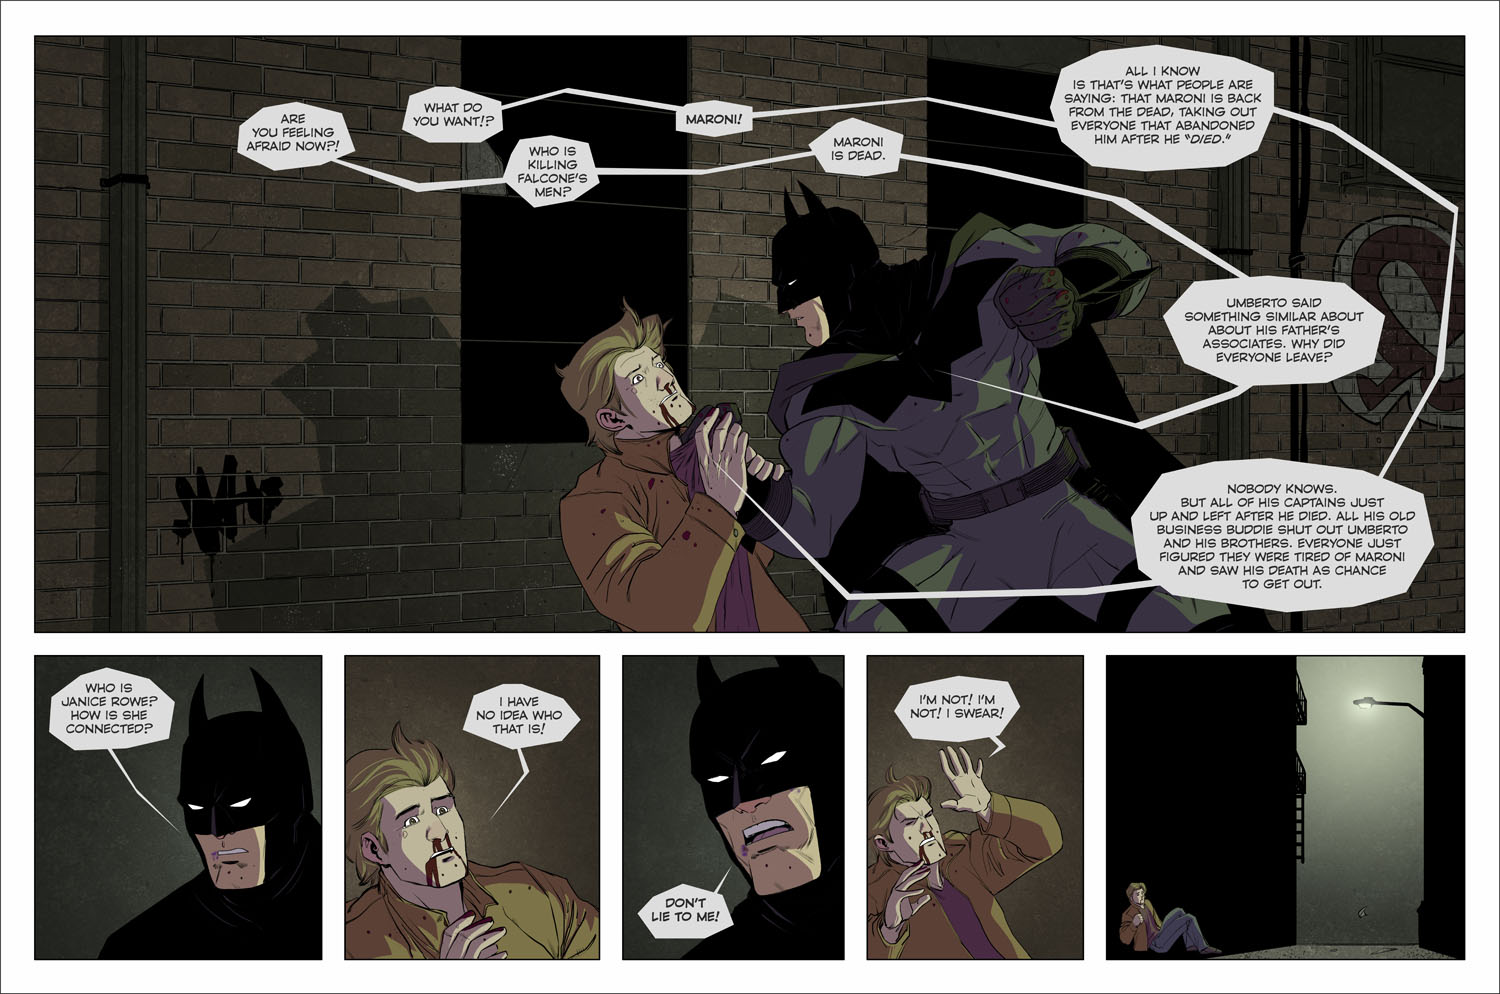 ARE
YOU FEELING
AFRAID NOW?!
WHAT DO
YOU WANT!?
WHO IS
KILLING
FALCONE'S
MEN?
MARONI!
MARONI
IS DEAD.
ALL I KNOW
IS THAT'S WHAT PEOPLE ARE
SAYING: THAT MARONI IS BACK
FROM THE DEAD, TAKING OUT
EVERYONE THAT ABANDONED
HIM AFTER HE "DIED."
UMBERTO SAID
SOMETHING SIMILAR ABOUT
ABOUT HIS FATHER'S
ASSOCIATES. WHY DID
EVERYONE LEAVE?
NOBODY KNOWS.
BUT ALL OF HIS CAPTAINS JUST
UP AND LEFT AFTER HE DIED. ALL HIS OLD
BUSINESS BUDDIE SHUT OUT UMBERTO
AND HIS BROTHERS. EVERYONE JUST
FIGURED THEY WERE TIRED OF MARONI
AND SAW HIS DEATH AS CHANCE
TO GET OUT.
WHO IS
JANICE ROWE?
HOW IS SHE
CONNECTED?
I HAVE
NO IDEA WHO
THAT IS!
DON'T
LIE TO ME!
I'M NOT! I'M
NOT! I SWEAR!